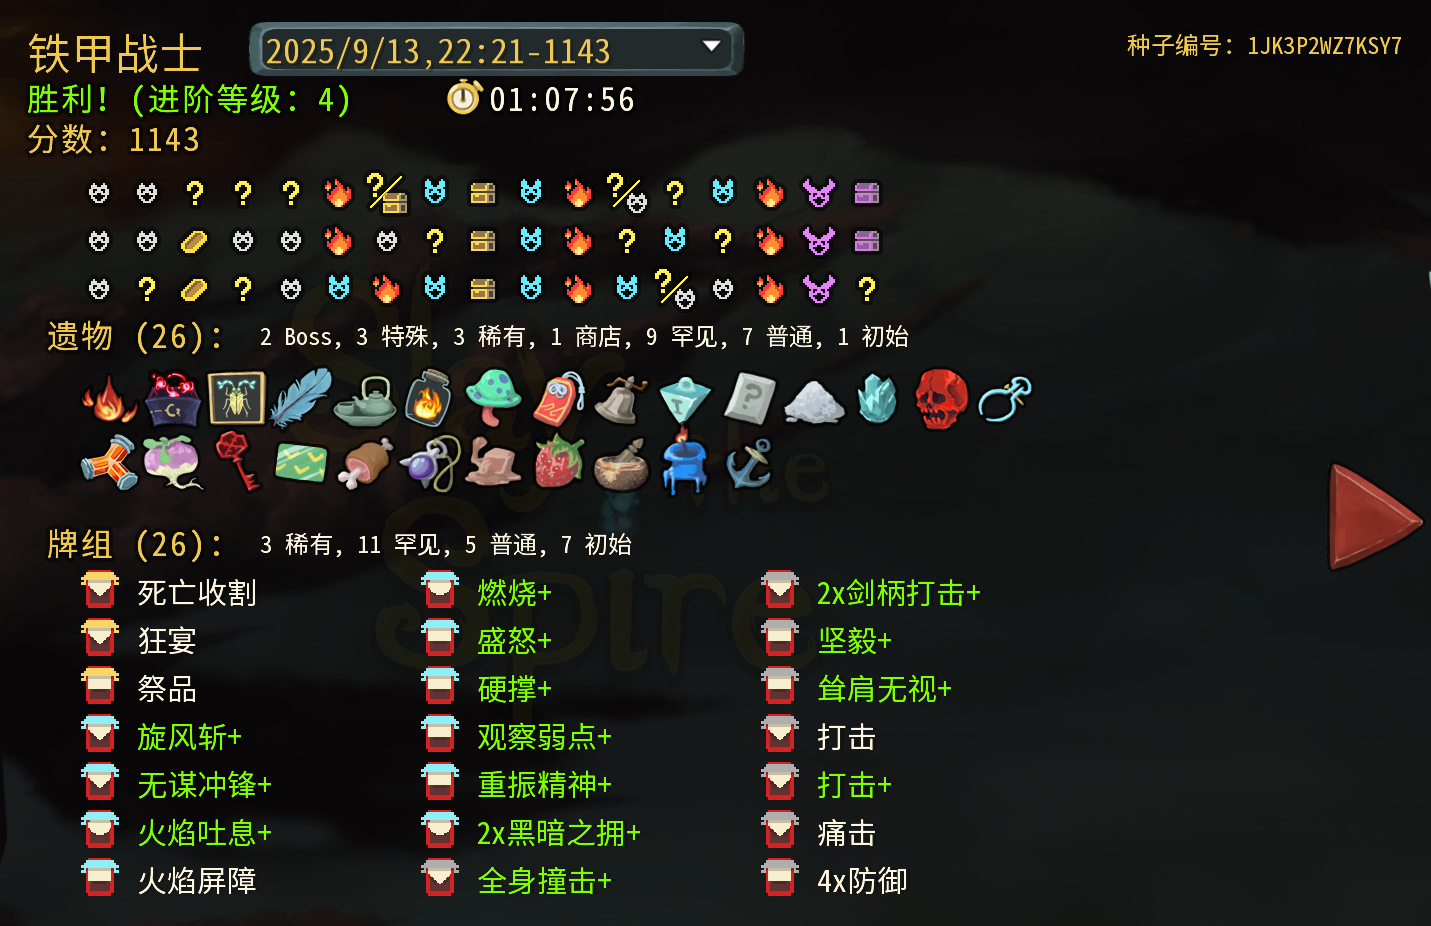 铁甲战士
2025/9/13,22:21-1143
种子编号: 1JK3P2WZ7KSY7
胜利! (进阶等级: 4)
01:07:56
分数: 1143
遗物 (26):
2 Boss, 3 特殊, 3 稀有, 1 商店, 9 罕见, 7 普通, 1 初始
牌组 (26):
3 稀有, 11 罕见, 5 普通, 7 初始
死亡收割
燃烧+
2x剑柄打击+
狂宴
盛怒+
坚毅+
祭品
硬撑+
耸肩无视+
旋风斩+
观察弱点+
打击
无谋冲锋+
重振精神+
打击+
火焰吐息+
2x黑暗之拥+
痛击
火焰屏障
全身撞击+
4x防御
Slay
the
Spire